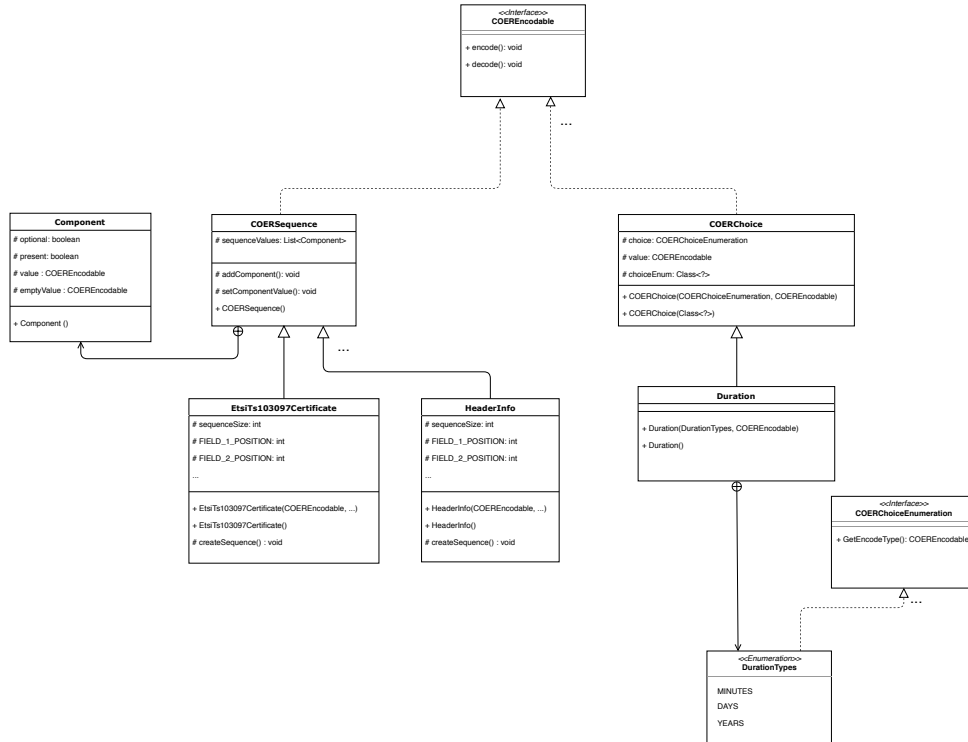 <<Interface>>
COEREncodable
+ encode(): void
+ decode(): void
...
Component
# optional: boolean
# present: boolean
# value : COEREncodable
# emptyValue : COEREncodable
+ Component ()
COERSequence
# sequenceValues: List<Component>
# addComponent(): void
# setComponentValue(): void
+ COERSequence()
...
COERChoice
# choice: COERChoiceEnumeration
# value: COEREncodable
# choiceEnum: Class<?>
+ COERChoice(COERChoiceEnumeration, COEREncodable)
+ COERChoice(Class<?>)
EtsiTs103097Certificate
# sequenceSize: int
# FIELD_1_POSITION: int
# FIELD_2_POSITION: int
...
+ EtsiTs103097Certificate(COEREncodable, ...)
+ EtsiTs103097Certificate()
# createSequence() : void
HeaderInfo
# sequenceSize: int
# FIELD_1_POSITION: int
# FIELD_2_POSITION: int
...
+ HeaderInfo(COEREncodable, ...)
+ HeaderInfo()
# createSequence() : void
Duration
+ Duration(DurationTypes, COEREncodable)
+ Duration()
<<Interface>>
COERChoiceEnumeration
+ GetEncodeType(): COEREncodable
...
<<Enumeration>>
DurationTypes
MINUTES
DAYS
YEARS